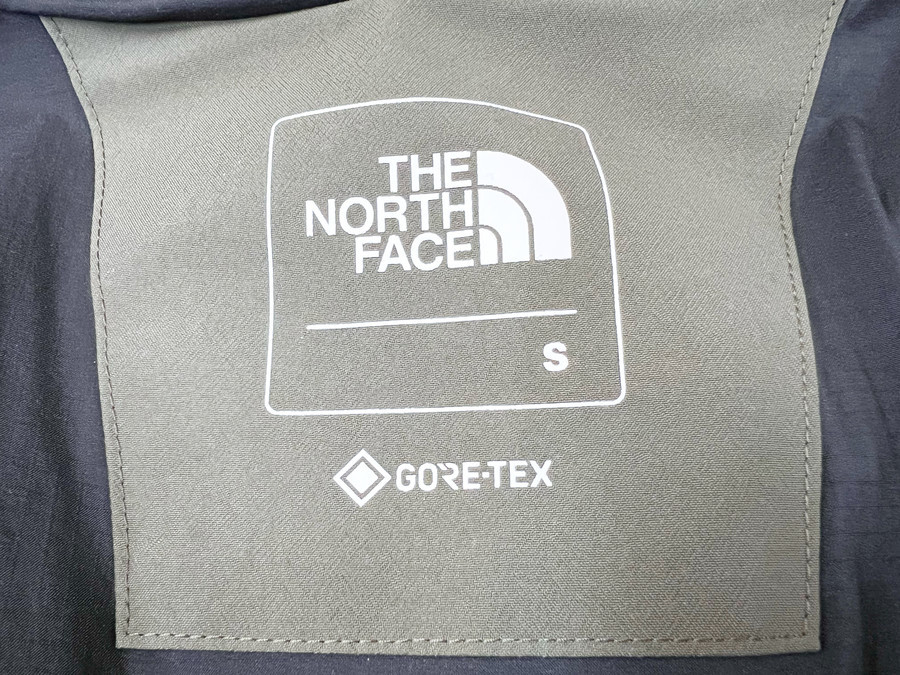 THE
NORTH
FACE
S
GORE-TEX